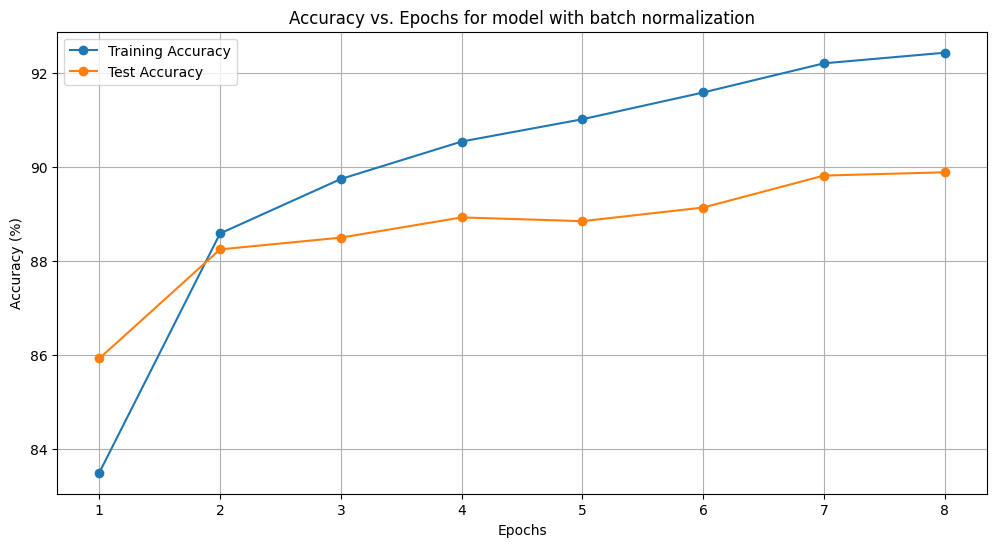 Accuracy vs. Epochs for model with batch normalization
Training Accuracy
Test Accuracy
Accuracy (%)
92
90
88
86
84
1 2 3 4 5 6 7 8
Epochs